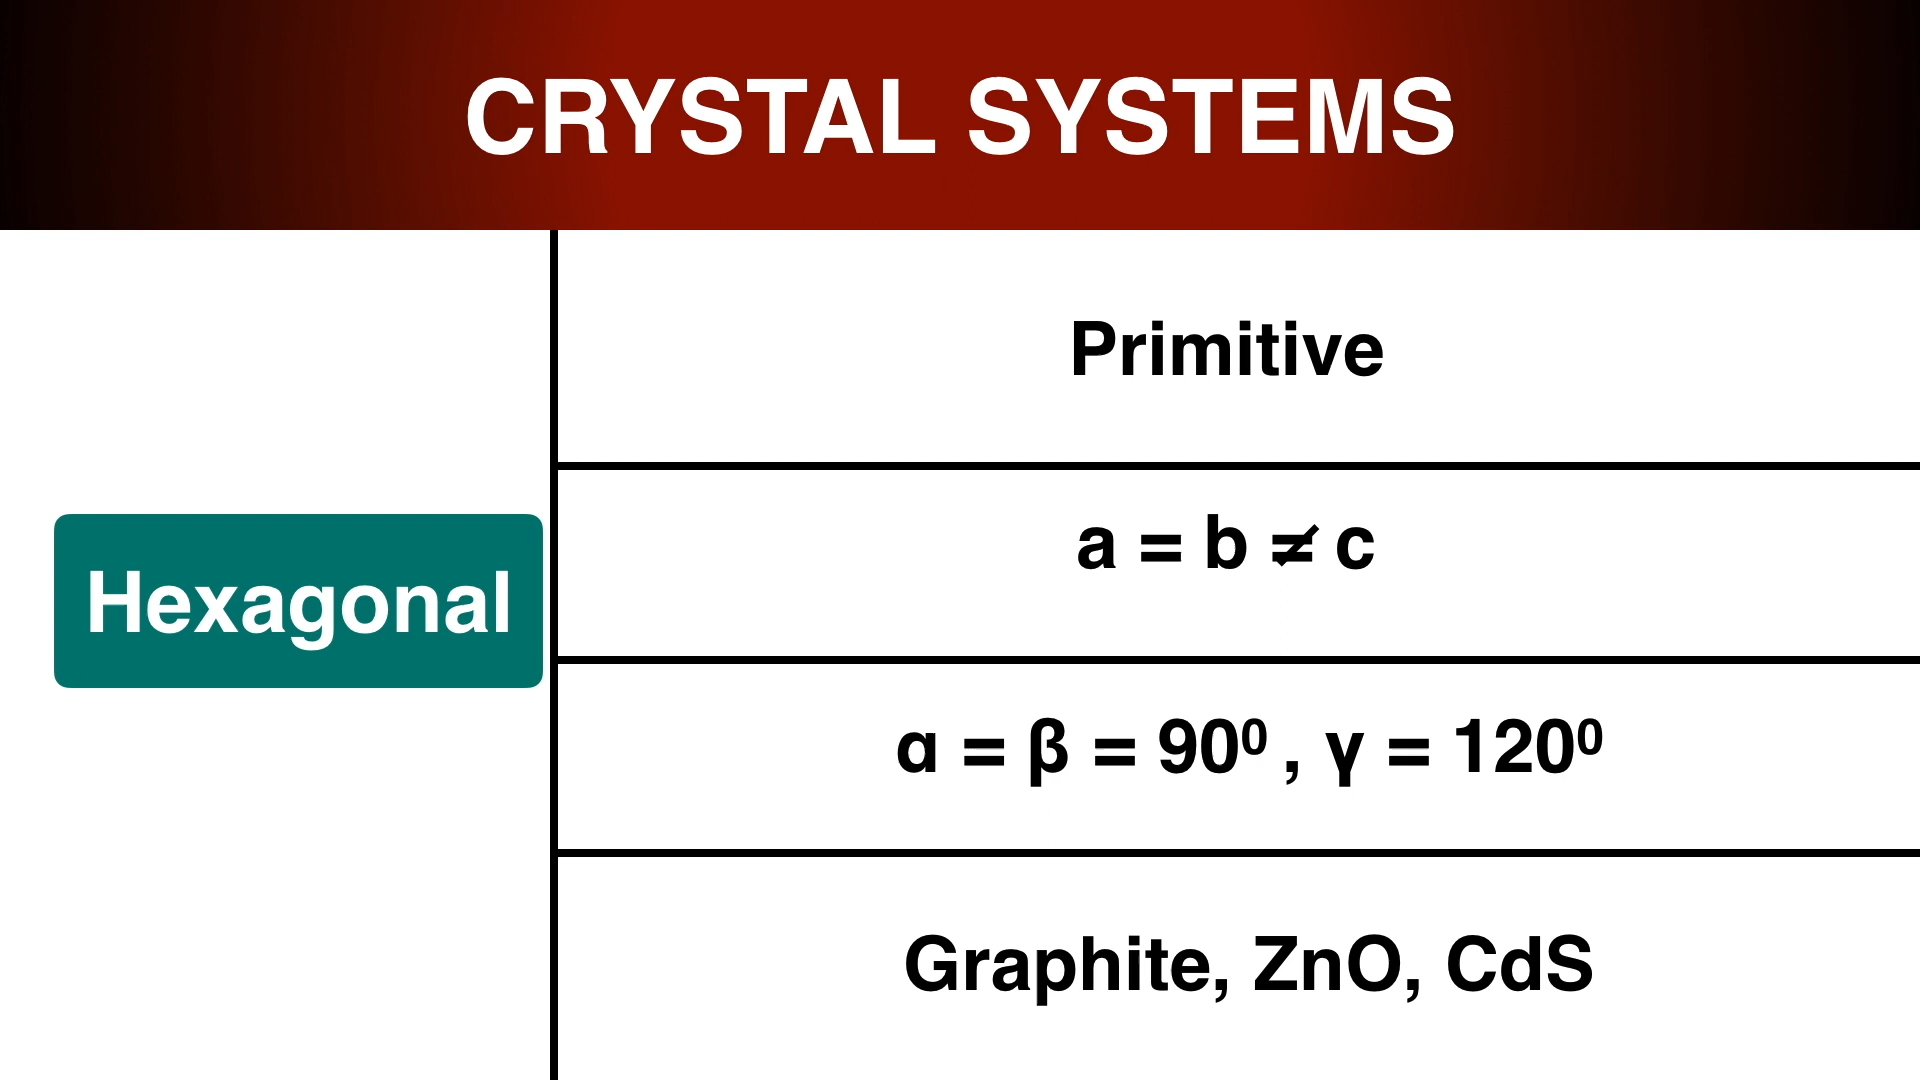 CRYSTAL SYSTEMS
Hexagonal
Primitive
a = b ≠ c
α = β = 90⁰ , γ = 120⁰
Graphite, ZnO, CdS